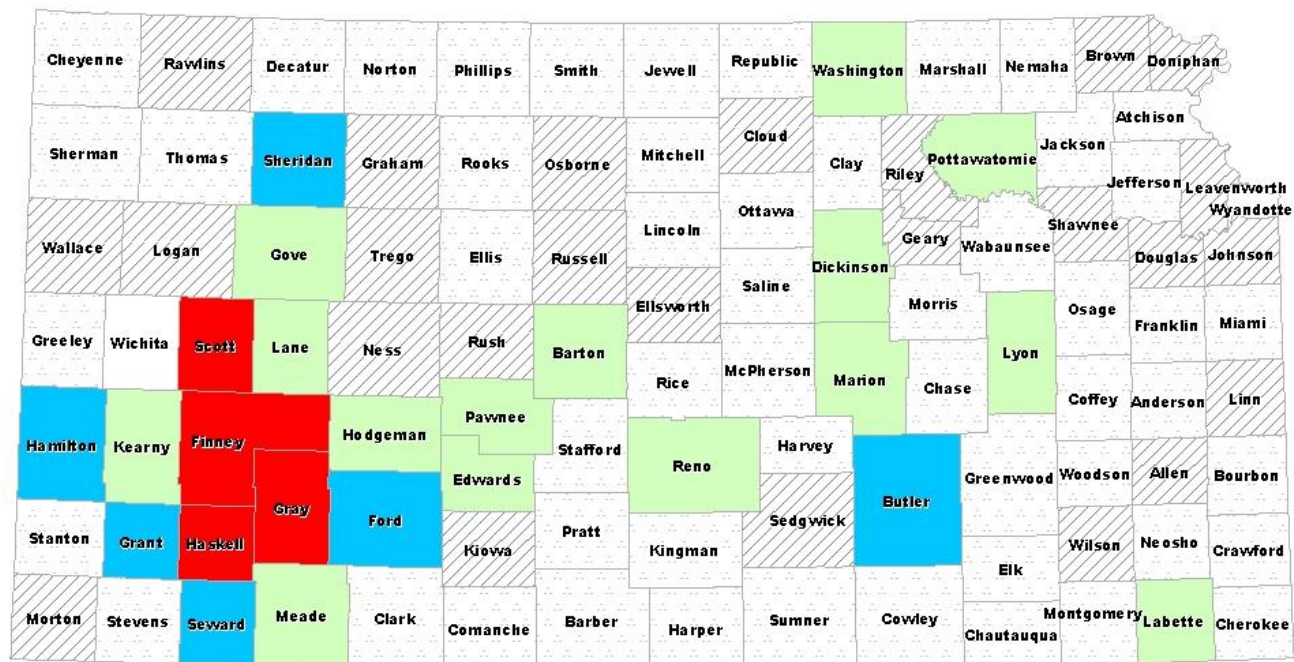 Cheyenne
Rawlins
Decatur
Norton
Phillips
Smith
Jewell
Republic
Washington
Marshall
Nemaha
Brown
Doniphan
Sherman
Thomas
Sheridan
Graham
Rooks
Osborne
Mitchell
Cloud
Clay
Riley
Pottawatomie
Jackson
Atchison
Jefferson
Leavenworth
Wyandotte
Wallace
Logan
Gove
Trego
Ellis
Russell
Lincoln
Ottawa
Saline
Dickinson
Geary
Wabaunsee
Shawnee
Douglas
Johnson
Greeley
Wichita
Scott
Lane
Ness
Rush
Barton
Ellsworth
Rice
McPherson
Marion
Morris
Chase
Lyon
Osage
Franklin
Miami
Hamilton
Kearny
Finney
Hodgeman
Pawnee
Stafford
Reno
Harvey
Butler
Greenwood
Coffey
Anderson
Linn
Stanton
Grant
Haskell
Gray
Ford
Edwards
Kiowa
Pratt
Kingman
Sedgwick
Elk
Woodson
Allen
Bourbon
Wilson
Neosho
Crawford
Morton
Stevens
Seward
Meade
Clark
Comanche
Barber
Harper
Sumner
Cowley
Chautauqua
Montgomery
Labette
Cherokee